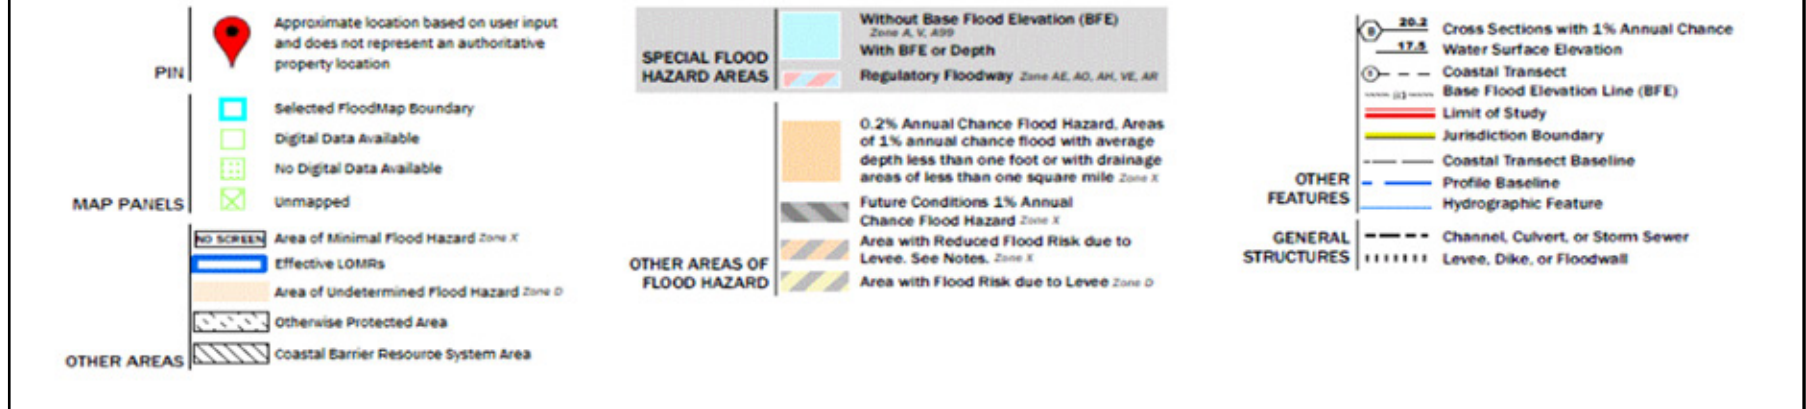 PIN
Approximate location based on user input
and does not represent an authoritative
property location
MAP PANELS
Selected FloodMap Boundary
Digital Data Available
No Digital Data Available
Unmapped
OTHER AREAS
NO SCREEN Area of Minimal Flood Hazard Zone X
Effective LOMRs
Area of Undetermined Flood Hazard Zone D
Otherwise Protected Area
Coastal Barrier Resource System Area
SPECIAL FLOOD
HAZARD AREAS
Without Base Flood Elevation (BFE)
Zone A, V, A99
With BFE or Depth
Regulatory Floodway Zone AE, AO, AH, VE, AR
OTHER AREAS OF
FLOOD HAZARD
0.2% Annual Chance Flood Hazard, Areas
of 1% annual chance flood with average
depth less than one foot or with drainage
areas of less than one square mile Zone X
Future Conditions 1% Annual
Chance Flood Hazard Zone X
Area with Reduced Flood Risk due to
Levee. See Notes. Zone X
Area with Flood Risk due to Levee Zone D
OTHER
FEATURES
20.2 Cross Sections with 1% Annual Chance
17.5 Water Surface Elevation
Coastal Transect
Base Flood Elevation Line (BFE)
Limit of Study
Jurisdiction Boundary
Coastal Transect Baseline
Profile Baseline
Hydrographic Feature
GENERAL
STRUCTURES
Channel, Culvert, or Storm Sewer
Levee, Dike, or Floodwall